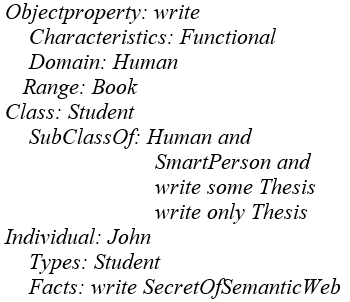 Objectproperty: write
Characteristics: Functional
Domain: Human
Range: Book
Class: Student
SubClassOf: Human and
SmartPerson and
write some Thesis
write only Thesis
Individual: John
Types: Student
Facts: write SecretOfSemanticWeb